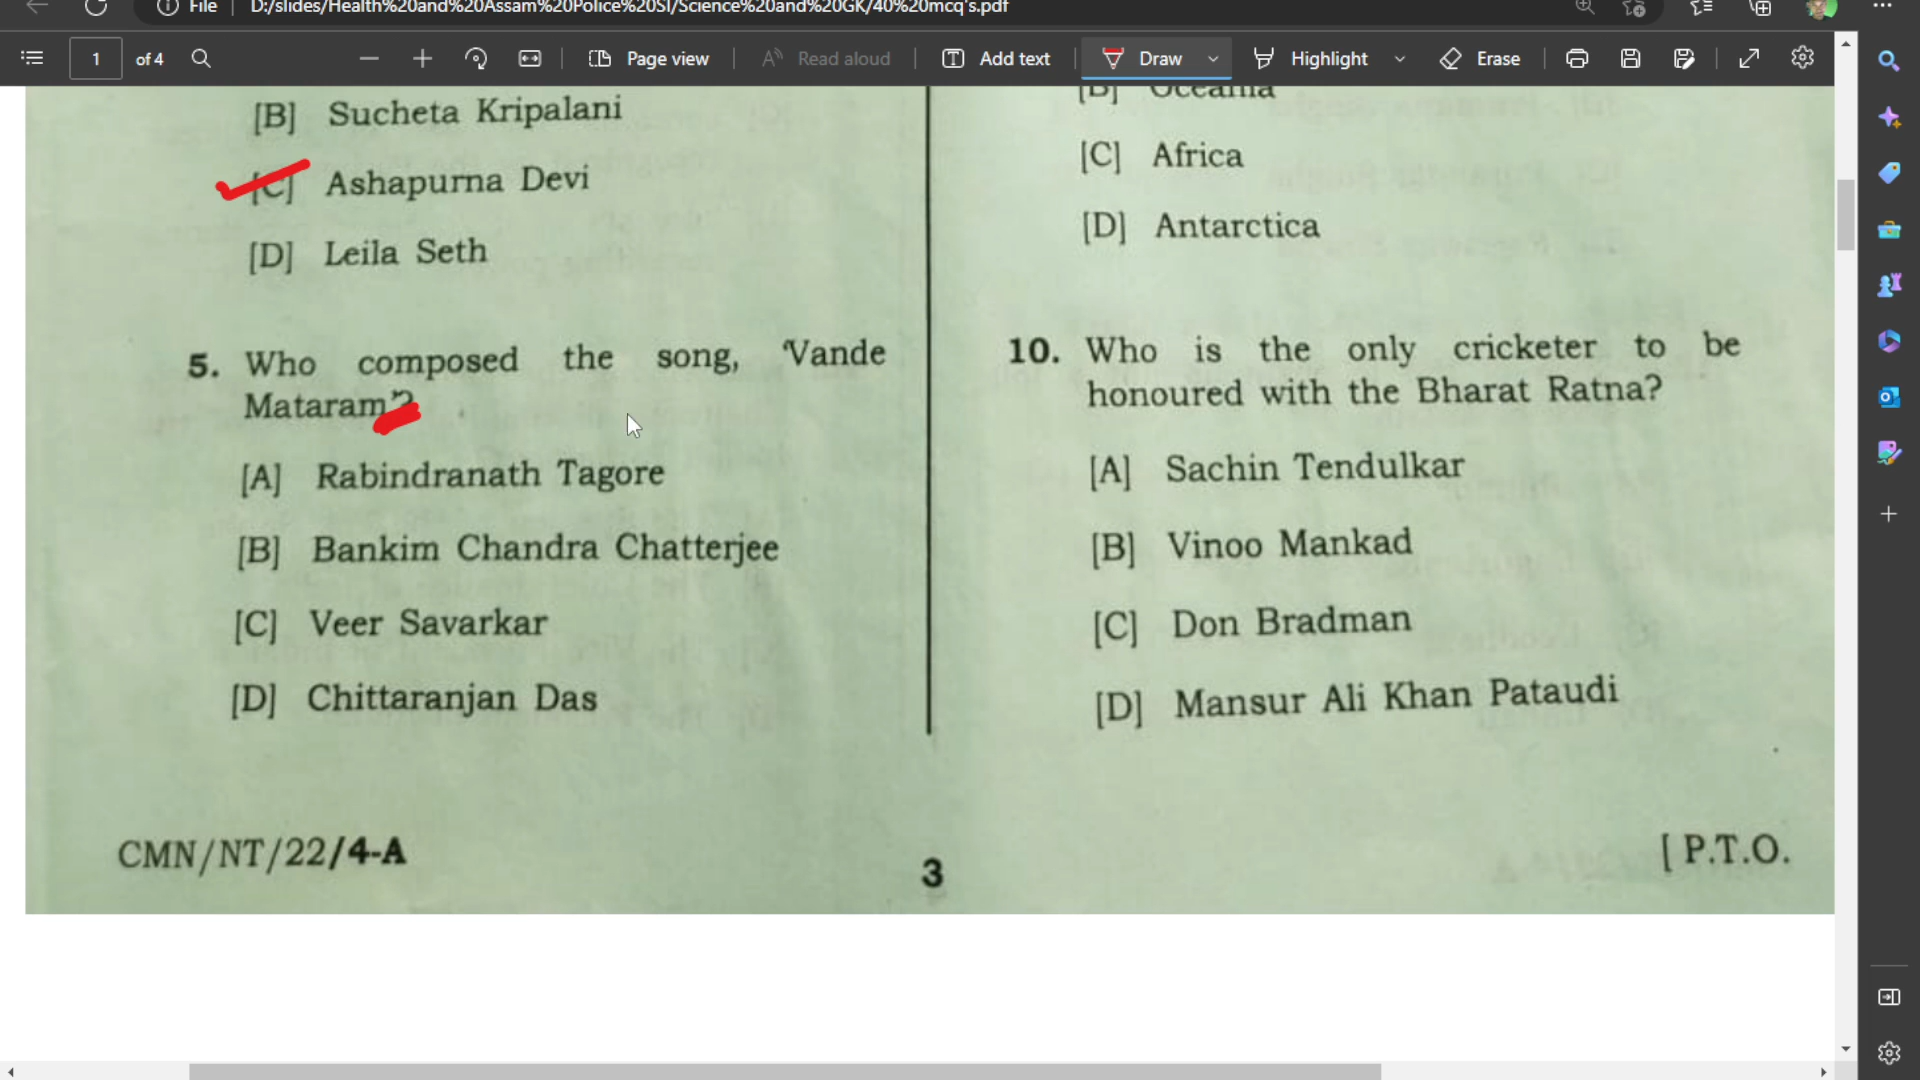 File
D:/slides/Health%20and%20Assam%20Police%20SI/Science%20and%20GK/40%20mcq's.pdf
1 of 4
Page view
Read aloud
Add text
Draw
Highlight
Erase
[B] Sucheta Kripalani
[C] Ashapurna Devi
[D] Leila Seth
5. Who composed the song, 'Vande
Mataram'?
[A] Rabindranath Tagore
[B] Bankim Chandra Chatterjee
[C] Veer Savarkar
[D] Chittaranjan Das
[B] Oceania
[C] Africa
[D] Antarctica
10. Who is the only cricketer to be
honoured with the Bharat Ratna?
[A] Sachin Tendulkar
[B] Vinoo Mankad
[C] Don Bradman
[D] Mansur Ali Khan Pataudi
CMN/NT/22/4-A
3
[ P.T.O.